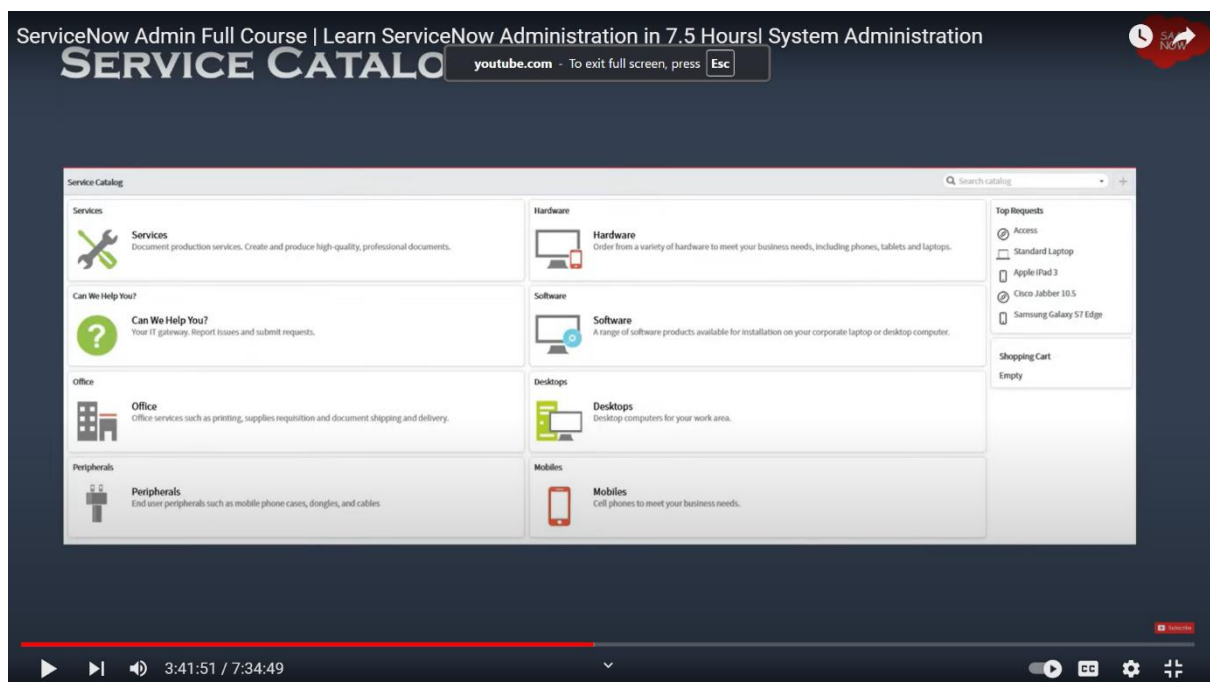 ServiceNow Admin Full Course | Learn ServiceNow Administration in 7.5 Hours| System Administration
SERVICE CATALO
youtube.com - To exit full screen, press Esc
SA
NOW
Service Catalog
Search catalog
Services
Services
Document production services. Create and produce high-quality, professional documents.
Hardware
Hardware
Order from a variety of hardware to meet your business needs, including phones, tablets and laptops.
Top Requests
Access
Standard Laptop
Apple iPad 3
Cisco Jabber 10.5
Samsung Galaxy S7 Edge
Can We Help You?
Can We Help You?
Your IT gateway. Report issues and submit requests.
Software
Software
A range of software products available for installation on your corporate laptop or desktop computer.
Shopping Cart
Empty
Office
Office
Office services such as printing, supplies requisition and document shipping and delivery.
Desktops
Desktops
Desktop computers for your work area.
Peripherals
Peripherals
End user peripherals such as mobile phone cases, dongles, and cables
Mobiles
Mobiles
Cell phones to meet your business needs.
Subscribe
3:41:51 / 7:34:49
CC